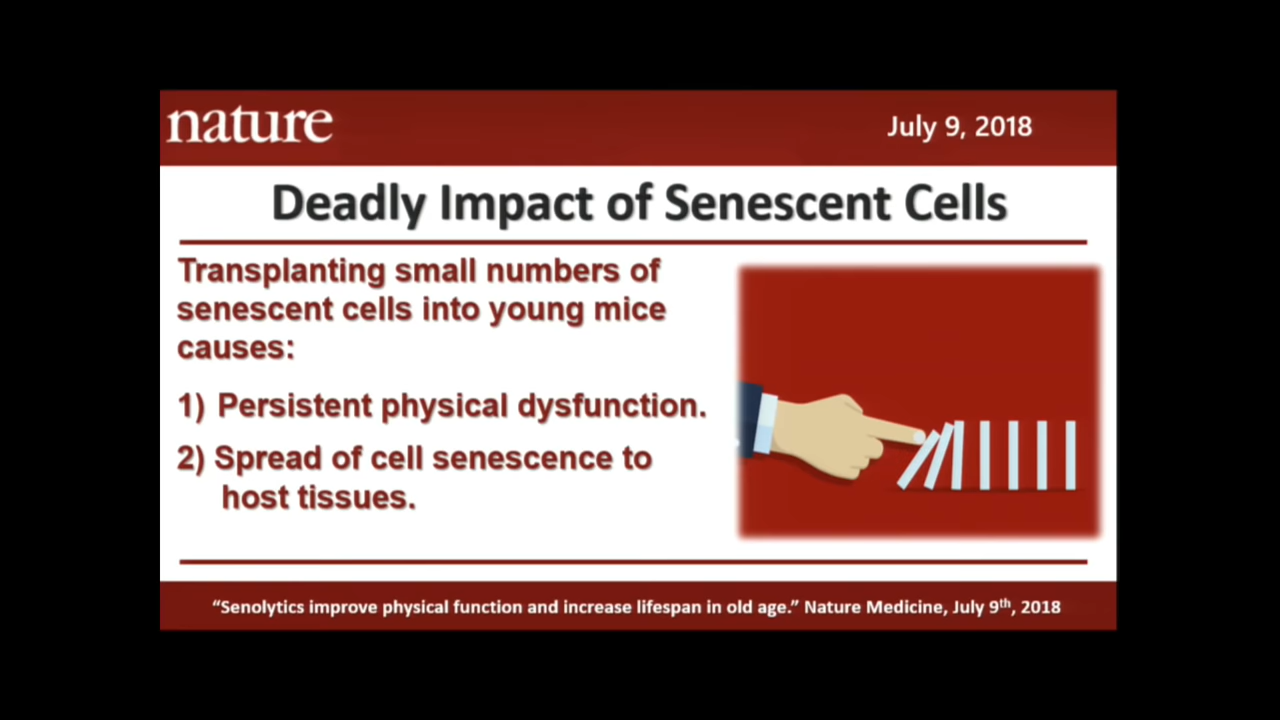 nature
July 9, 2018
Deadly Impact of Senescent Cells
Transplanting small numbers of
senescent cells into young mice
causes:
1) Persistent physical dysfunction.
2) Spread of cell senescence to
host tissues.
“Senolytics improve physical function and increase lifespan in old age.” Nature Medicine, July 9th, 2018